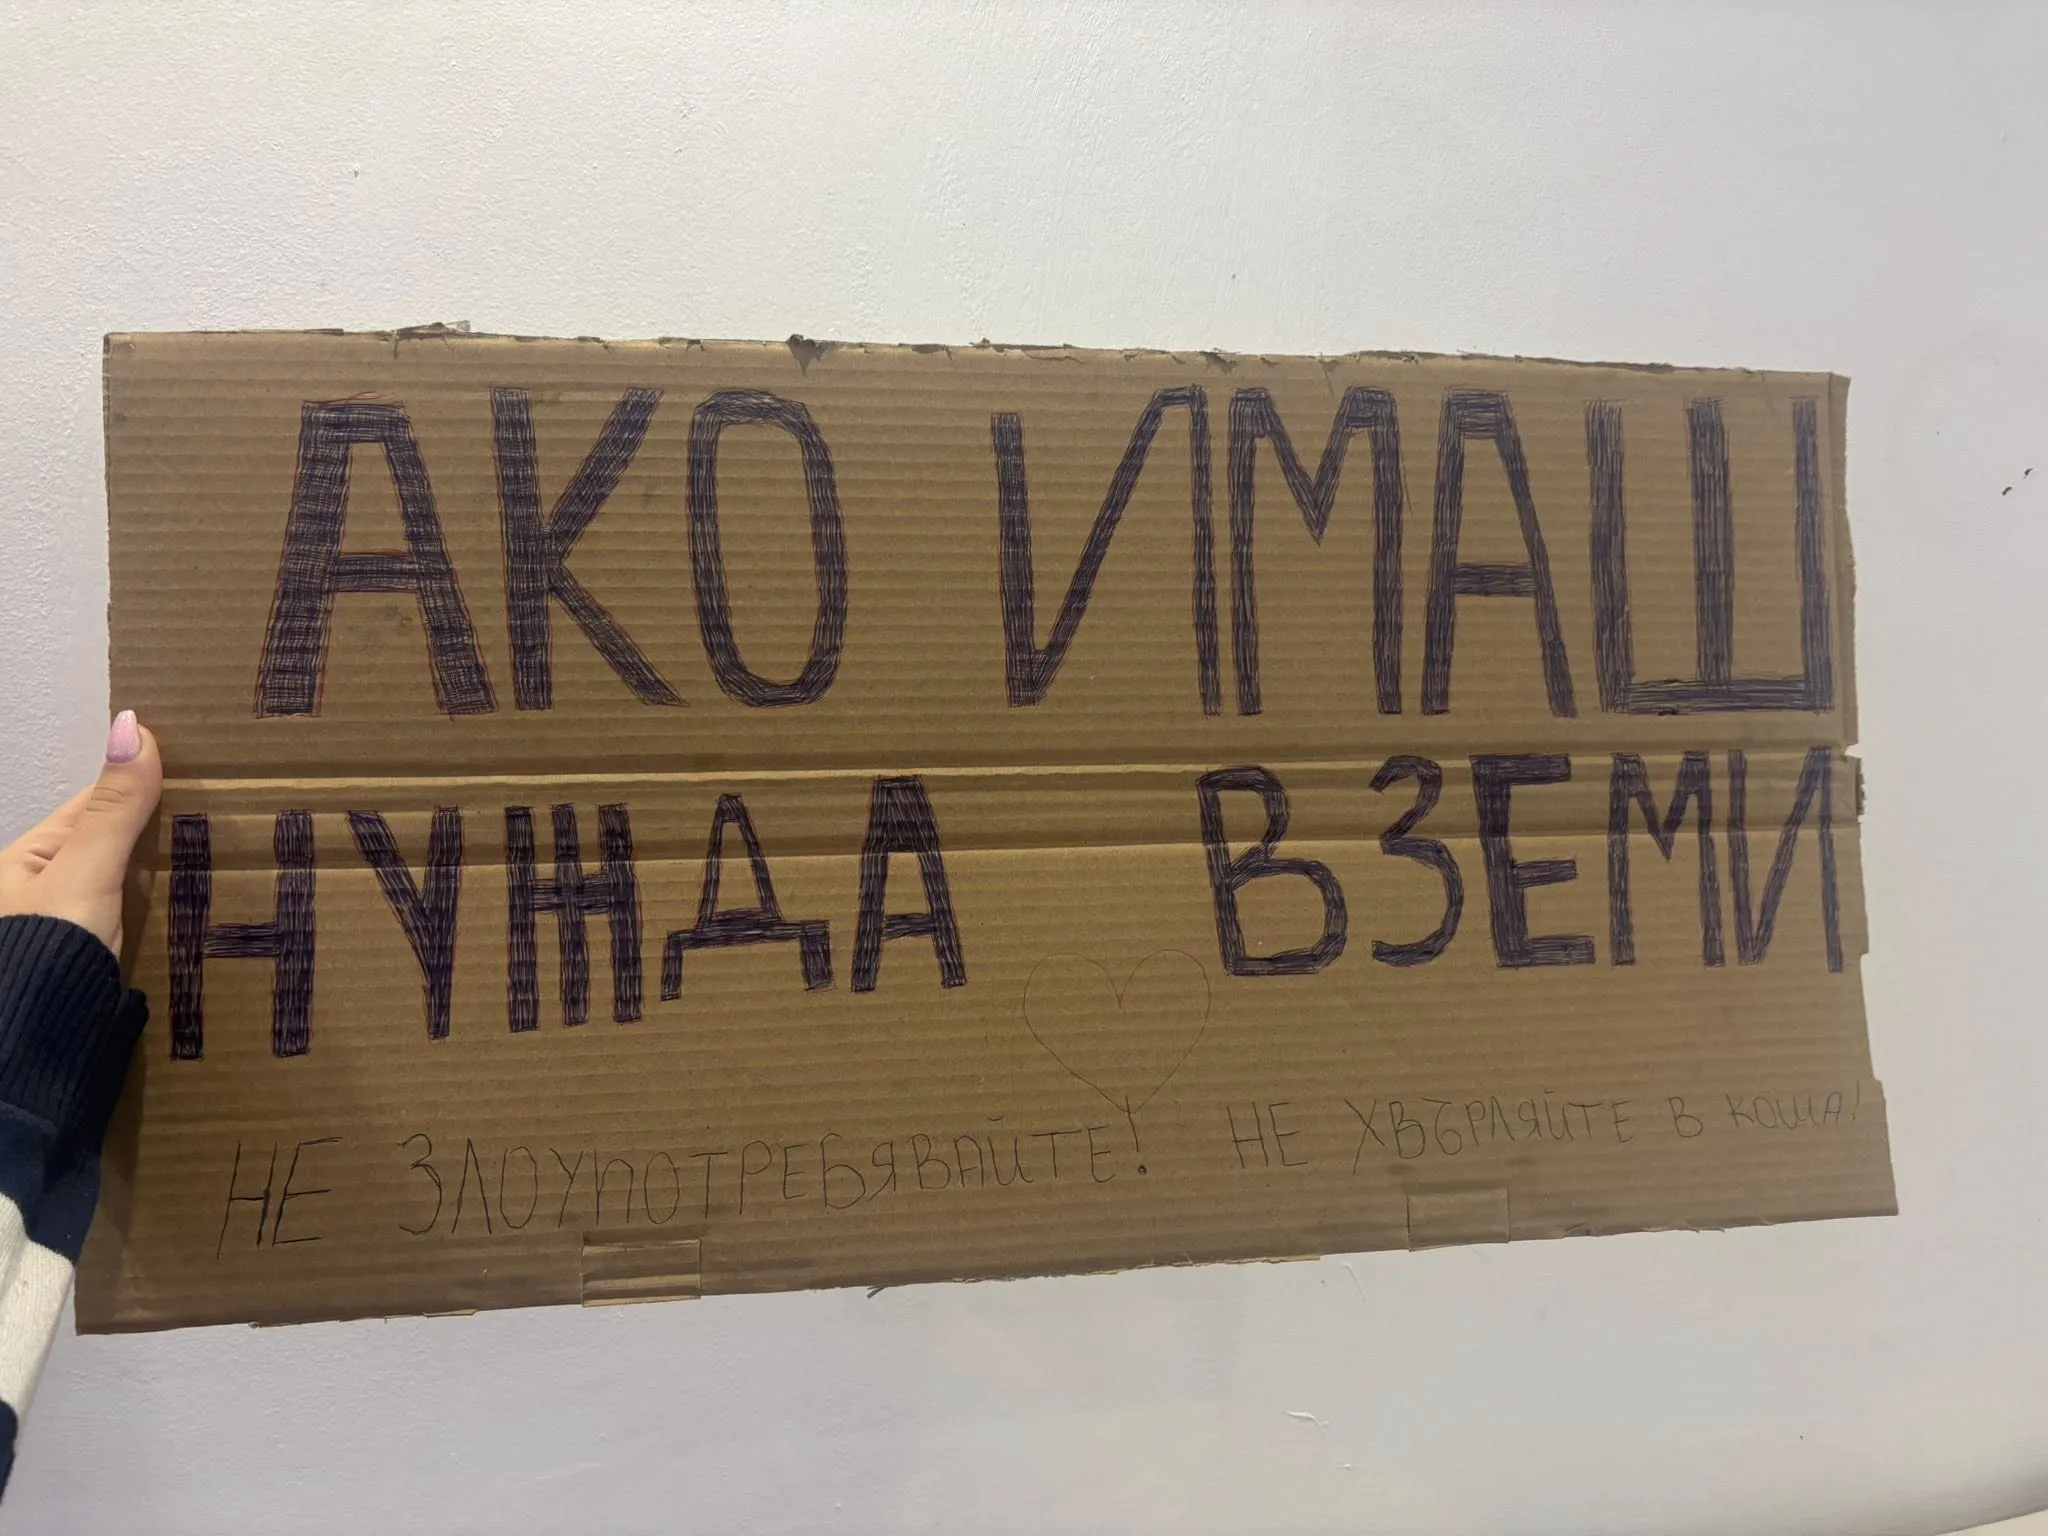 АКО ИМАШ
НУЖДА ВЗЕМИ
НЕ ЗЛОУПОТРЕБЯВАЙТЕ! НЕ ХВЪРЛЯЙТЕ В КОША!